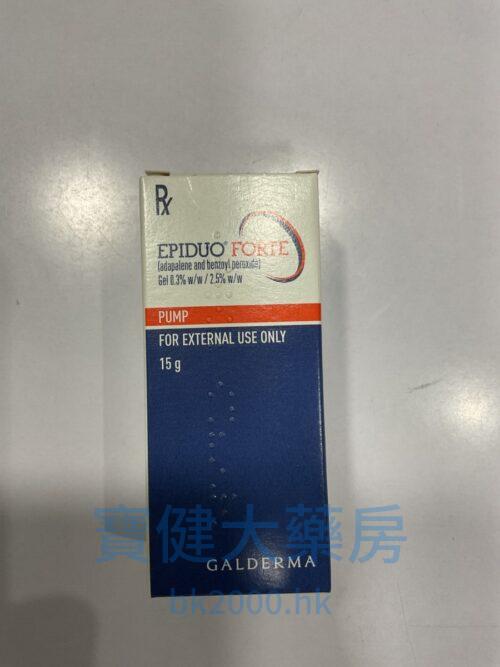 Rx
EPIDUO® FORTE
(adapalene and benzoyl peroxide)
Gel 0.3% w/w / 2.5% w/w
PUMP
FOR EXTERNAL USE ONLY
15 g
寶健大藥房
GALDERMA
bk2000.hk